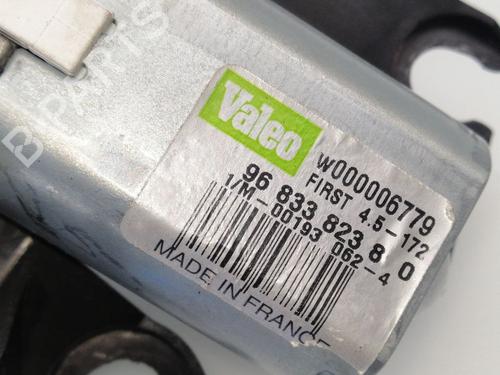 Valeo
W000006779
FIRST 4.5-172
96 833 823 8 0
1/M-00193 062-4
MADE IN FRANCE